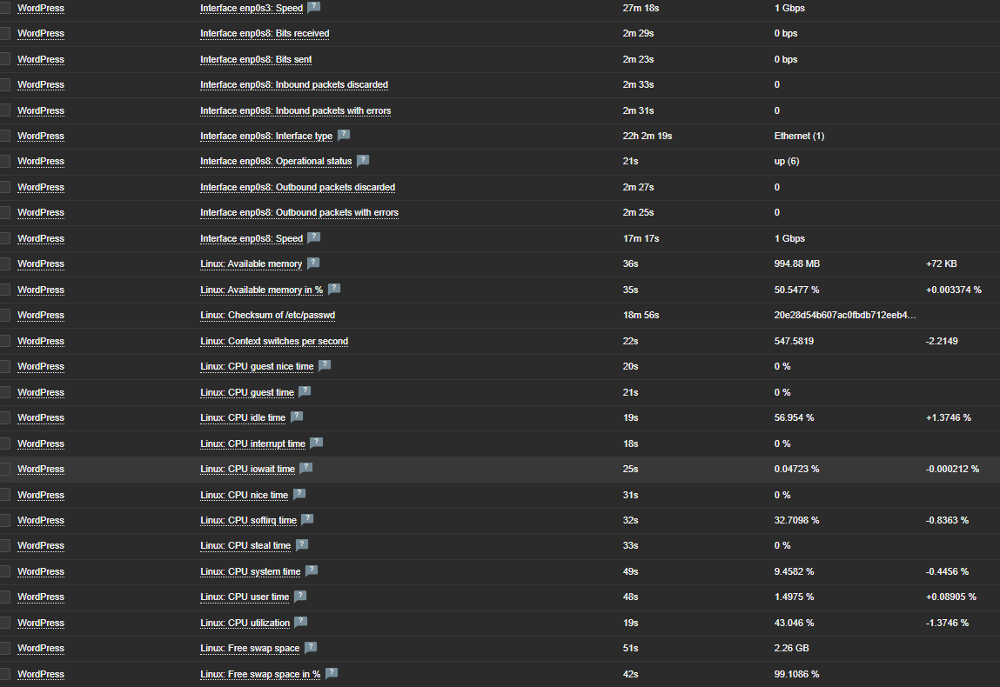 WordPress Interface enp0s3: Speed ? 27m 18s 1 Gbps
WordPress Interface enp0s8: Bits received 2m 29s 0 bps
WordPress Interface enp0s8: Bits sent 2m 23s 0 bps
WordPress Interface enp0s8: Inbound packets discarded 2m 33s 0
WordPress Interface enp0s8: Inbound packets with errors 2m 31s 0
WordPress Interface enp0s8: Interface type ? 22h 2m 19s Ethernet (1)
WordPress Interface enp0s8: Operational status ? 21s up (6)
WordPress Interface enp0s8: Outbound packets discarded 2m 27s 0
WordPress Interface enp0s8: Outbound packets with errors 2m 25s 0
WordPress Interface enp0s8: Speed ? 17m 17s 1 Gbps
WordPress Linux: Available memory ? 36s 994.88 MB +72 KB
WordPress Linux: Available memory in % ? 35s 50.5477 % +0.003374 %
WordPress Linux: Checksum of /etc/passwd 18m 56s 20e28d54b607ac0fbdb712eeb4...
WordPress Linux: Context switches per second 22s 547.5819 -2.2149
WordPress Linux: CPU guest nice time ? 20s 0 %
WordPress Linux: CPU guest time ? 21s 0 %
WordPress Linux: CPU idle time ? 19s 56.954 % +1.3746 %
WordPress Linux: CPU interrupt time ? 18s 0 %
WordPress Linux: CPU iowait time ? 25s 0.04723 % -0.000212 %
WordPress Linux: CPU nice time ? 31s 0 %
WordPress Linux: CPU softirq time ? 32s 32.7098 % -0.8363 %
WordPress Linux: CPU steal time ? 33s 0 %
WordPress Linux: CPU system time ? 49s 9.4582 % -0.4456 %
WordPress Linux: CPU user time ? 48s 1.4975 % +0.08905 %
WordPress Linux: CPU utilization ? 19s 43.046 % -1.3746 %
WordPress Linux: Free swap space ? 51s 2.26 GB
WordPress Linux: Free swap space in % ? 42s 99.1086 %